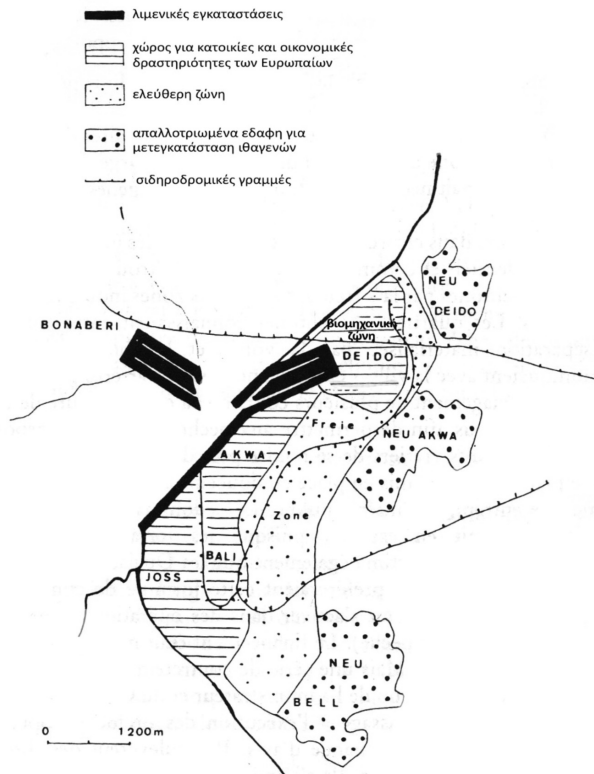 λιμενικές εγκαταστάσεις
χώρος για κατοικίες και οικονομικές
δραστηριότητες των Ευρωπαίων
ελεύθερη ζώνη
απαλλοτριωμένα εδαφη για
μετεγκατάσταση ιθαγενών
σιδηροδρομικές γραμμές
NEU
DEIDO
BONABERI
βιομηχανική
ζώνη
DEIDO
Freie
NEU AKWA
AKWA
Zone
BALI
JOSS
NEU
BELL
0 1200m